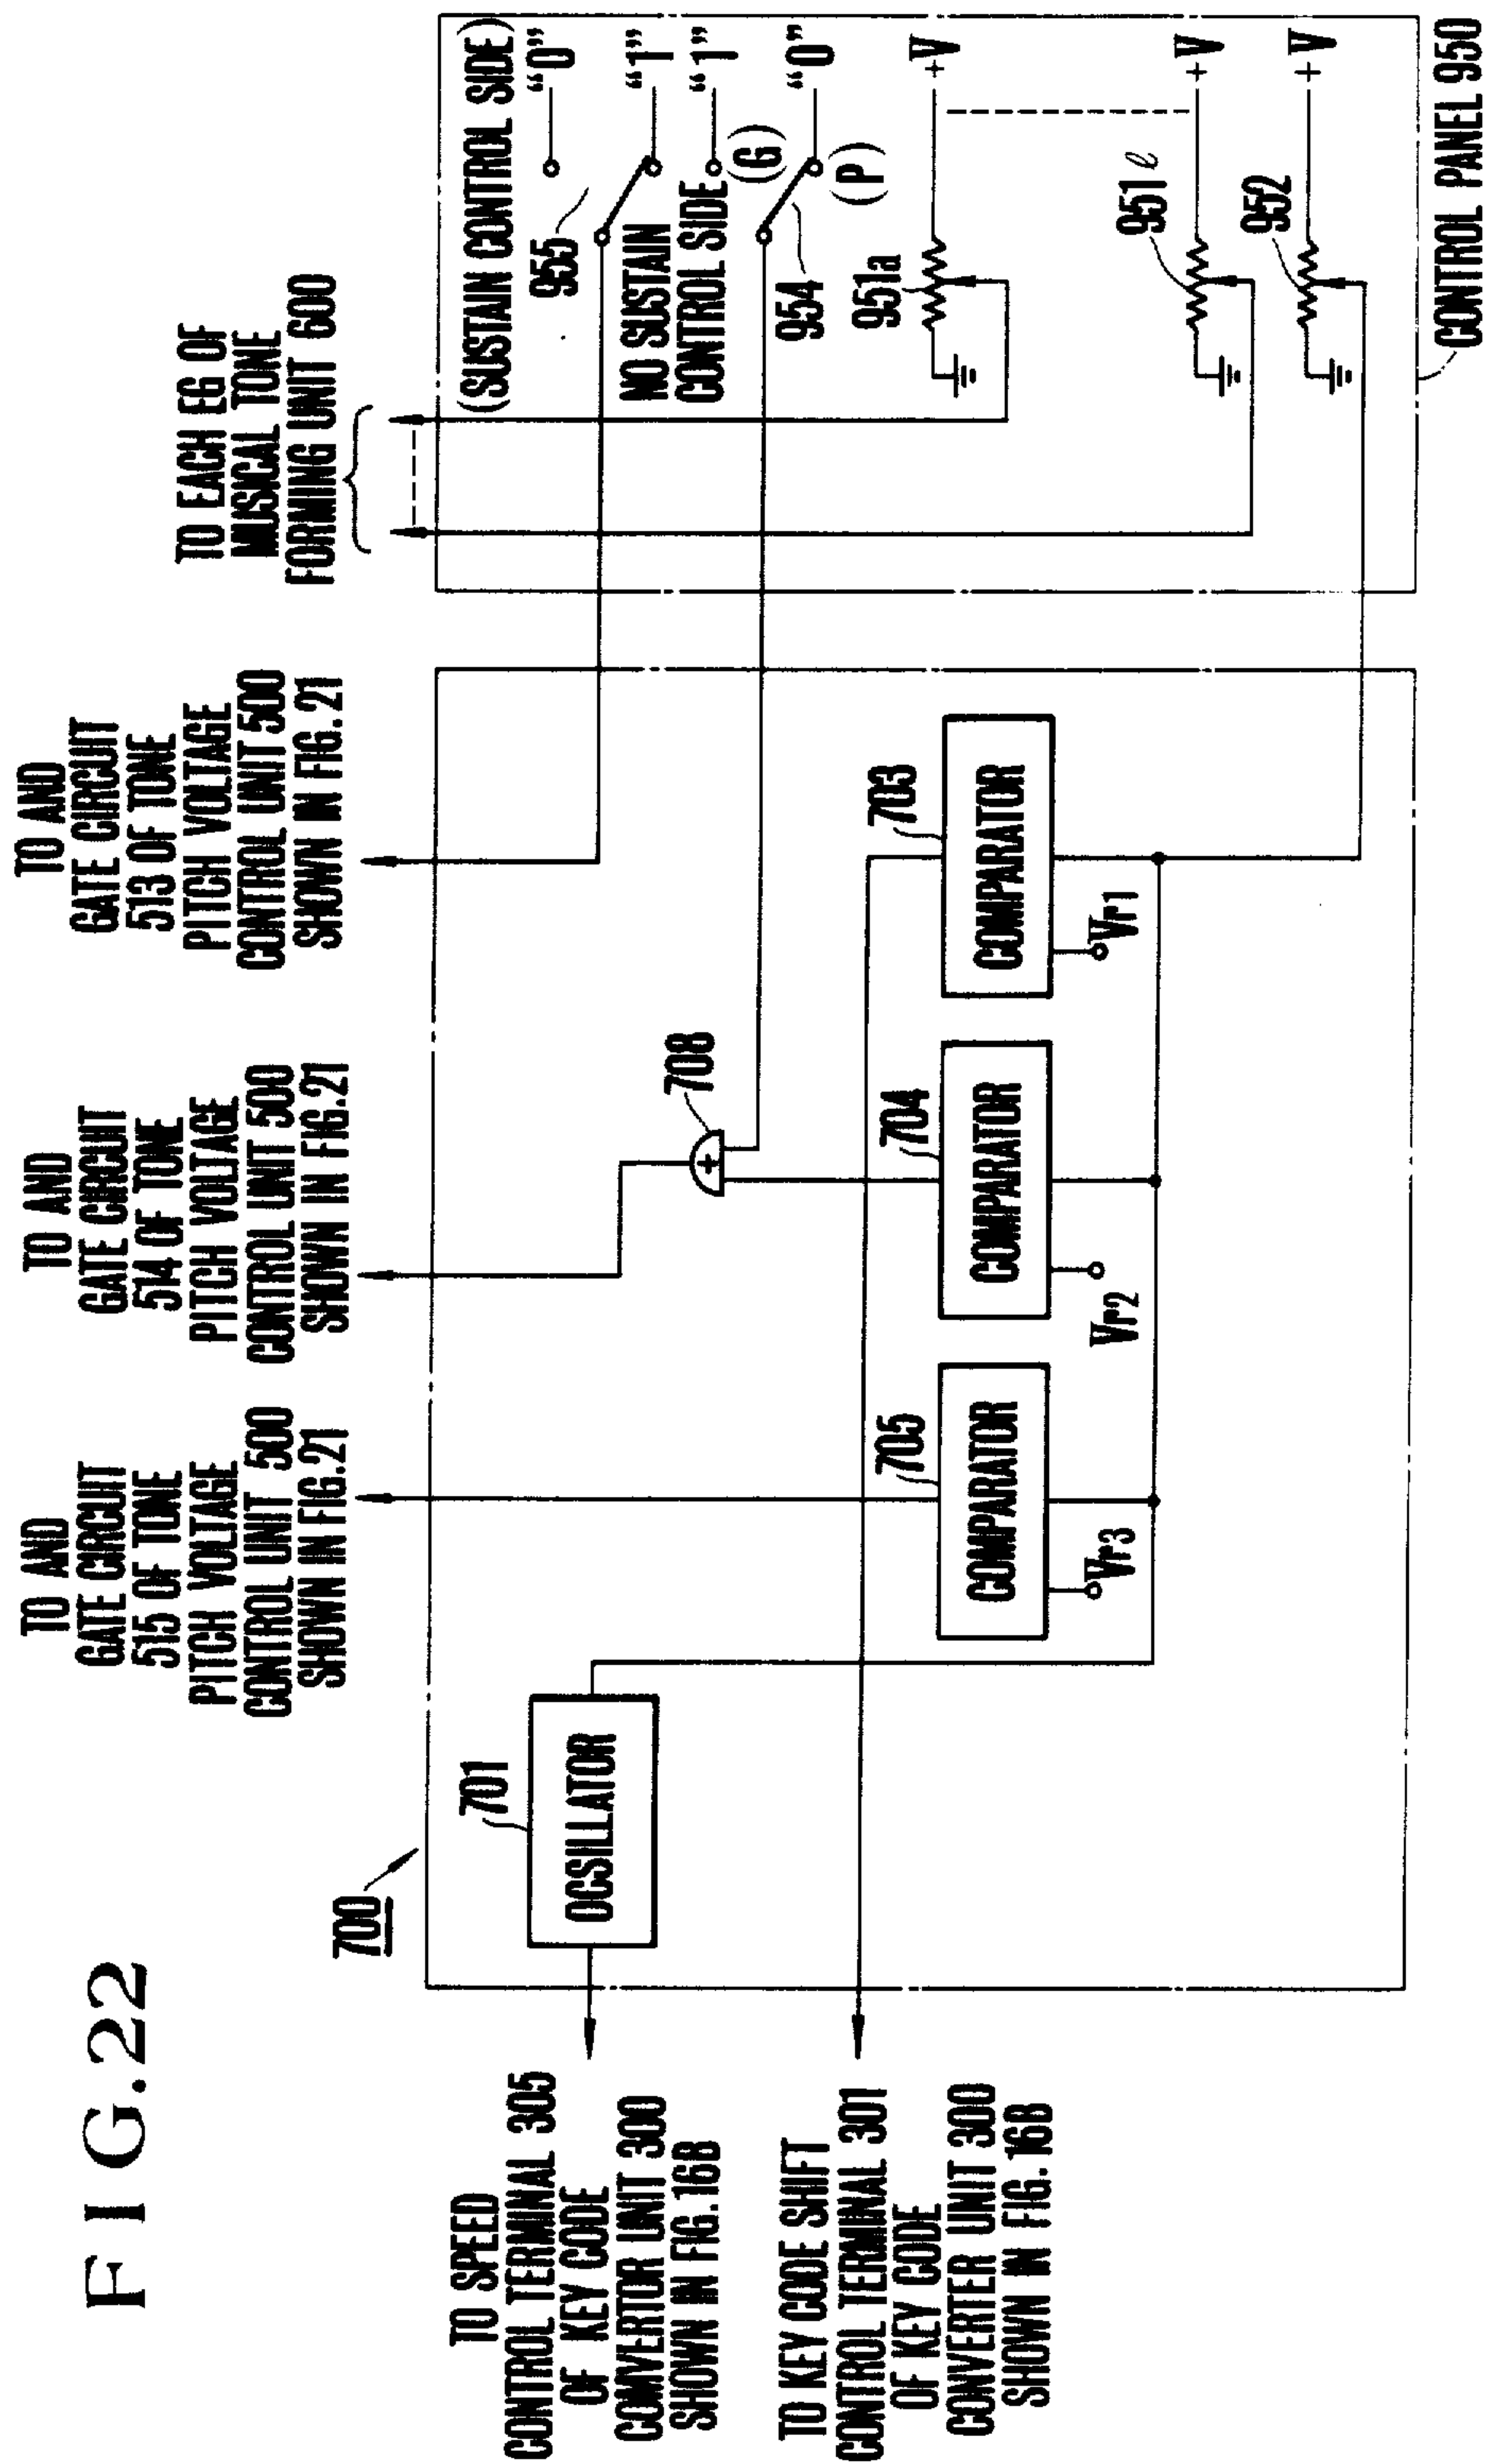 FIG.22
TO AND
GATE CIRCUIT
515 OF TONE
PITCH VOLTAGE
CONTROL UNIT 500
SHOWN IN FIG.21
TO AND
GATE CIRCUIT
514 OF TONE
PITCH VOLTAGE
CONTROL UNIT 500
SHOWN IN FIG.21
TO AND
GATE CIRCUIT
513 OF TONE
PITCH VOLTAGE
CONTROL UNIT 500
SHOWN IN FIG.21
TO EACH EG OF
MUSICAL TONE
FORMING UNIT 600
700
TO SPEED
CONTROL TERMINAL 305
OF KEY CODE
COMVERTOR UNIT 300
SHOWN IN FIG.16B
701
OCSILLATOR
708
(SUSTAIN CONTROL SIDE)
"0"
955
"1"
NO SUSTAIN
CONTROL SIDE
"1"
(G)
954
"0"
(P)
TO KEY CODE SHIFT
CONTROL TERMINAL 301
OF KEY CODE
CONVERTER UNIT 300
SHOWN IN FIG.16B
705
COMPARATOR
Vr3
704
COMPARATOR
Vr2
703
COMPARATOR
Vr1
951a
+V
951l
+V
952
+V
CONTROL PANEL 950